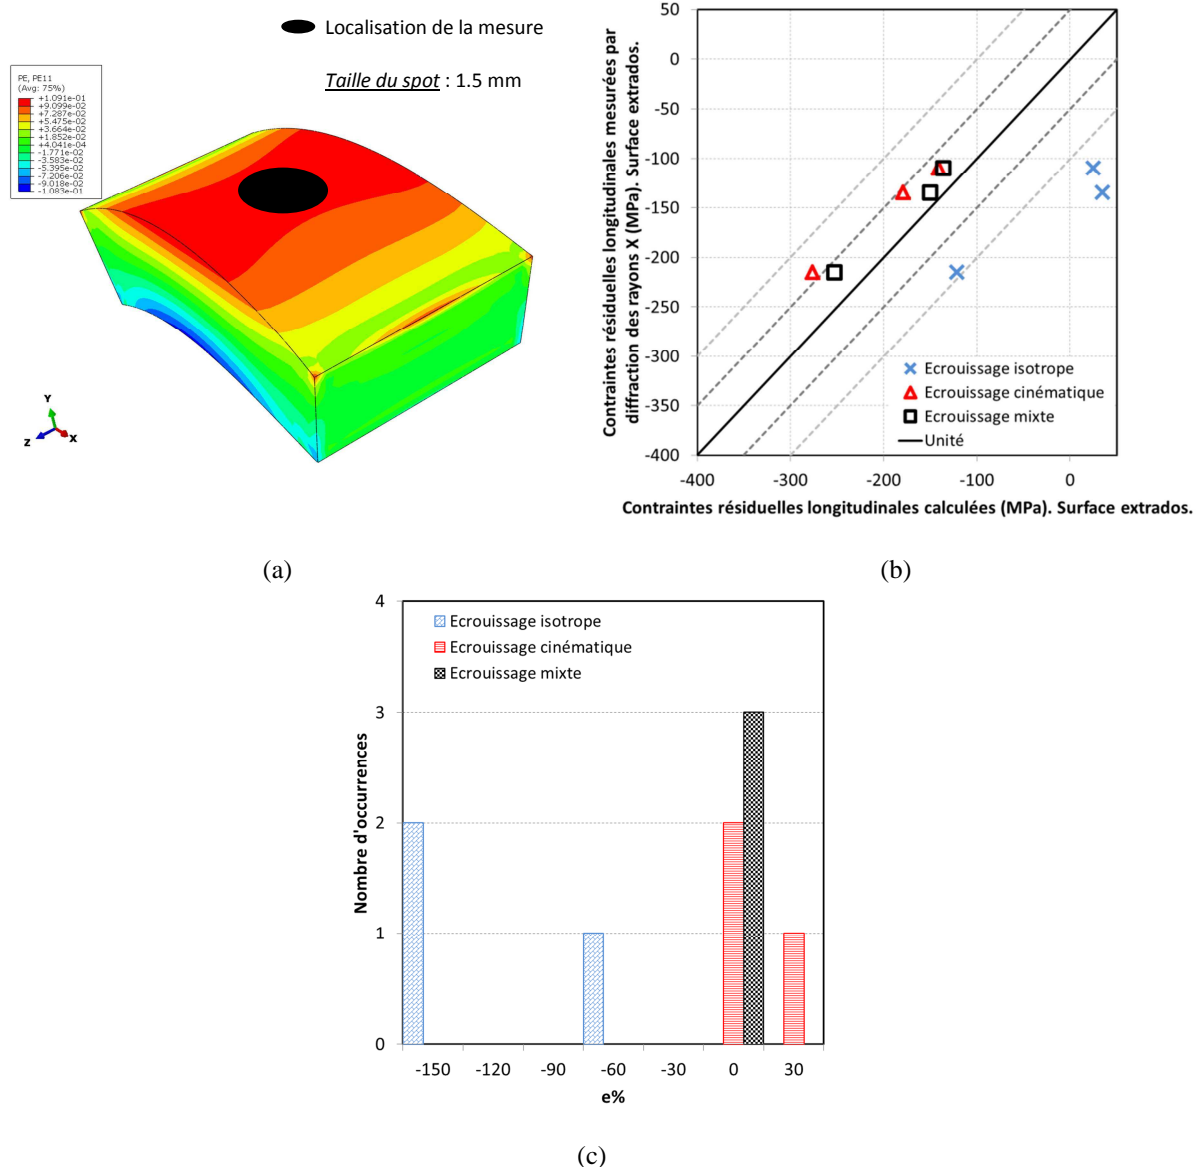 Localisation de la mesure
Taille du spot : 1.5 mm
PE, PE11
(Avg: 75%)
+1.091e-01
+9.099e-02
+7.287e-02
+5.475e-02
+3.664e-02
+1.852e-02
+4.041e-04
-1.771e-02
-3.583e-02
-5.395e-02
-7.206e-02
-9.018e-02
-1.083e-01
Y
Z
X
(a)
Contraintes résiduelles longitudinales mesurées par
diffraction des rayons X (MPa). Surface extrados.
50
0
-50
-100
-150
-200
-250
-300
-350
-400
Ecrouissage isotrope
Ecrouissage cinématique
Ecrouissage mixte
Unité
-400
-300
-200
-100
0
Contraintes résiduelles longitudinales calculées (MPa). Surface extrados.
(b)
Nombre d'occurrences
4
3
2
1
0
Ecrouissage isotrope
Ecrouissage cinématique
Ecrouissage mixte
-150
-120
-90
-60
-30
0
30
e%
(c)